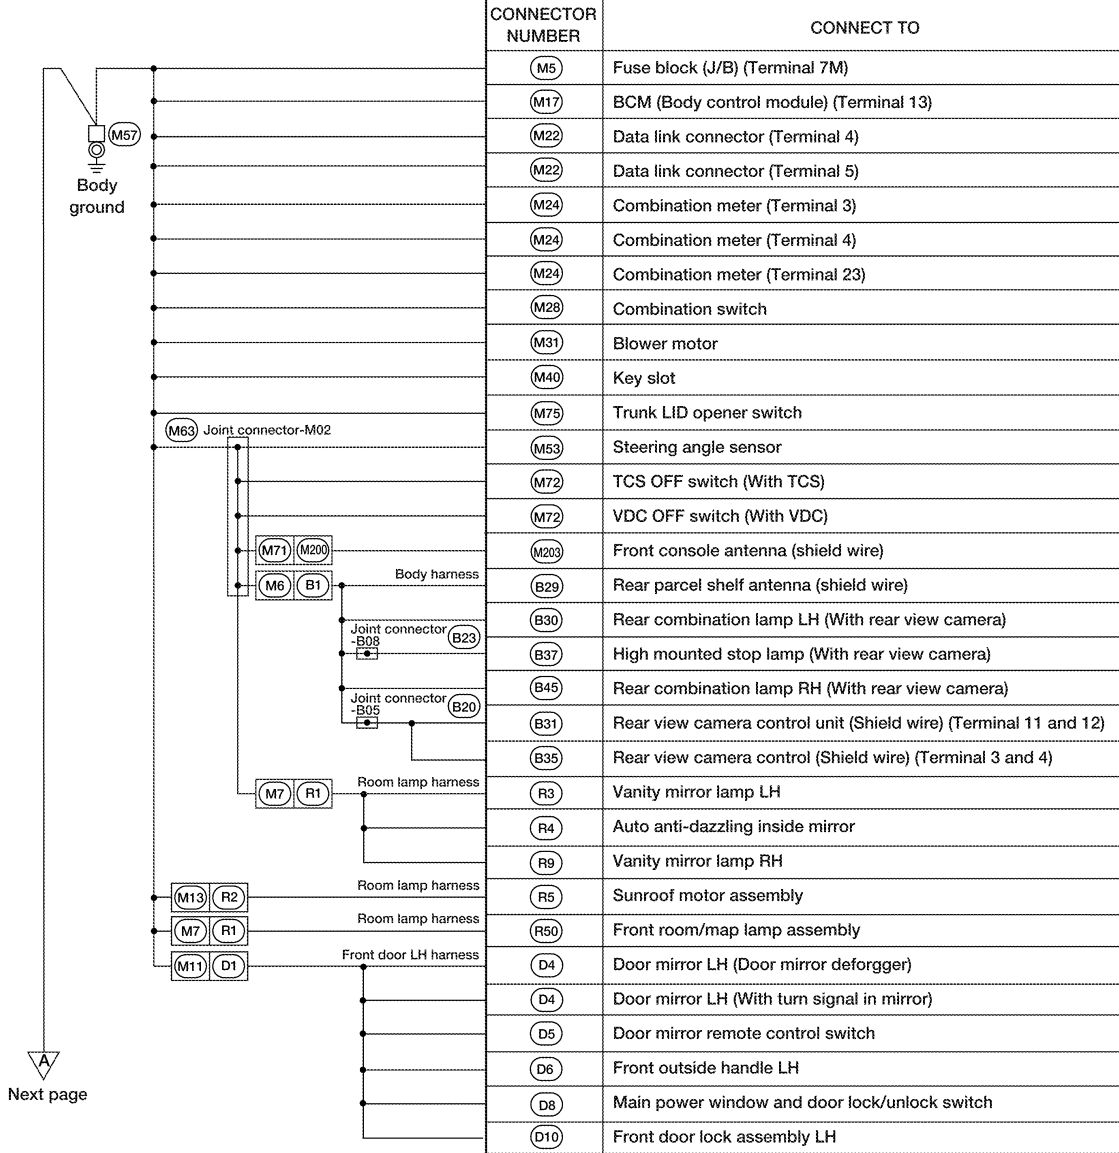 CONNECTOR NUMBER CONNECT TO
M5 Fuse block (J/B) (Terminal 7M)
M57
Body ground
M17 BCM (Body control module) (Terminal 13)
M22 Data link connector (Terminal 4)
M22 Data link connector (Terminal 5)
M24 Combination meter (Terminal 3)
M24 Combination meter (Terminal 4)
M24 Combination meter (Terminal 23)
M28 Combination switch
M31 Blower motor
M40 Key slot
M75 Trunk LID opener switch
M63 Joint connector-M02
M53 Steering angle sensor
M72 TCS OFF switch (With TCS)
M72 VDC OFF switch (With VDC)
M71 M200 M203 Front console antenna (shield wire)
Body harness
M6 B1 B29 Rear parcel shelf antenna (shield wire)
B30 Rear combination lamp LH (With rear view camera)
Joint connector
-B08 B23
B37 High mounted stop lamp (With rear view camera)
B45 Rear combination lamp RH (With rear view camera)
Joint connector
-B05 B20
B31 Rear view camera control unit (Shield wire) (Terminal 11 and 12)
B35 Rear view camera control (Shield wire) (Terminal 3 and 4)
Room lamp harness
M7 R1 R3 Vanity mirror lamp LH
R4 Auto anti-dazzling inside mirror
R9 Vanity mirror lamp RH
Room lamp harness
M13 R2 R5 Sunroof motor assembly
Room lamp harness
M7 R1 R50 Front room/map lamp assembly
Front door LH harness
M11 D1 D4 Door mirror LH (Door mirror deforgger)
D4 Door mirror LH (With turn signal in mirror)
D5 Door mirror remote control switch
D6 Front outside handle LH
D8 Main power window and door lock/unlock switch
D10 Front door lock assembly LH
A
Next page